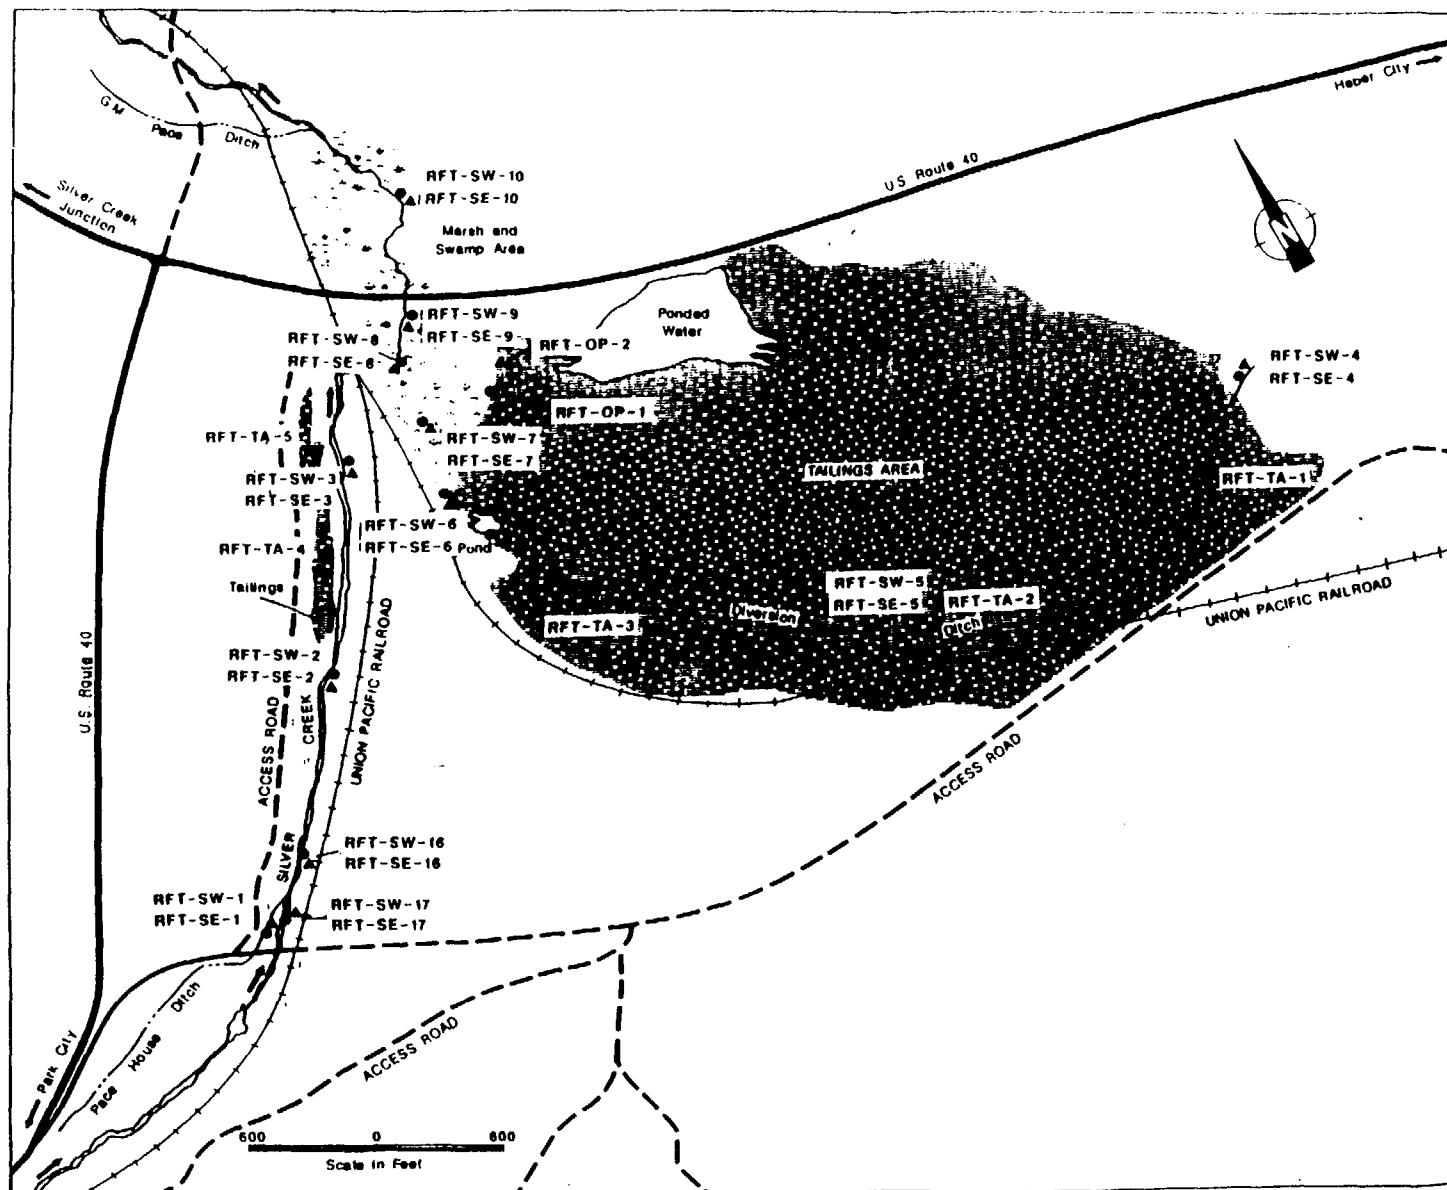 Heber City
G M Pace Ditch
U.S. Route 40
Silver Creek
Junction
RFT-SW-10
RFT-SE-10
Marsh and
Swamp Area
N
RFT-SW-9
RFT-SE-9
RFT-SW-8
RFT-SE-8
RFT-OP-2
Ponded
Water
RFT-SW-4
RFT-SE-4
RFT-OP-1
RFT-TA-5
RFT-SW-7
RFT-SE-7
TAILINGS AREA
RFT-TA-1
RFT-SW-3
RFT-SE-3
RFT-SW-6
RFT-SE-6
Pond
RFT-TA-4
Tailings
RFT-SW-5
RFT-SE-5
RFT-TA-2
Diversion
Ditch
RFT-TA-3
UNION PACIFIC RAILROAD
RFT-SW-2
RFT-SE-2
U.S. Route 40
ACCESS ROAD
SILVER CREEK
UNION PACIFIC RAILROAD
ACCESS ROAD
RFT-SW-16
RFT-SE-16
RFT-SW-1
RFT-SE-1
RFT-SW-17
RFT-SE-17
Park City
Pace House Ditch
ACCESS ROAD
600 0 600
Scale in Feet